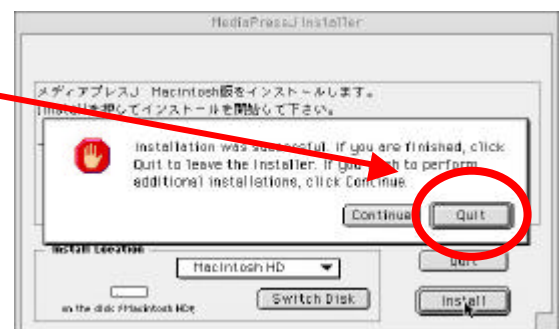 MediaPressJ Installer
メディアプレスJ Macintosh版をインストールします。
Installを押してインストールを開始して下さい。
Installation was successful. If you are finished, click
Quit to leave the Installer. If you wish to perform
additional installations, click Continue.
Continue
Quit
Install Location
Macintosh HD
Quit
on the disk "Macintosh HD"
Switch Disk
Install